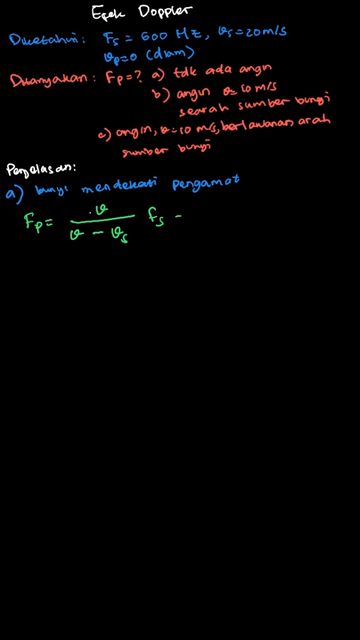 Efek Doppler
Diketahui: Fs = 600 Hz, vs = 20 m/s
vp = 0 (diam)
Ditanyakan: Fp = ? a) tdk ada angin
b) angin v = 10 m/s
searah sumber bunyi
c) angin, v = 10 m/s, berlawanan arah
sumber bunyi
Penjelasan:
a) bunyi mendekati pengamat
Fp = v / (v - vs) fs -